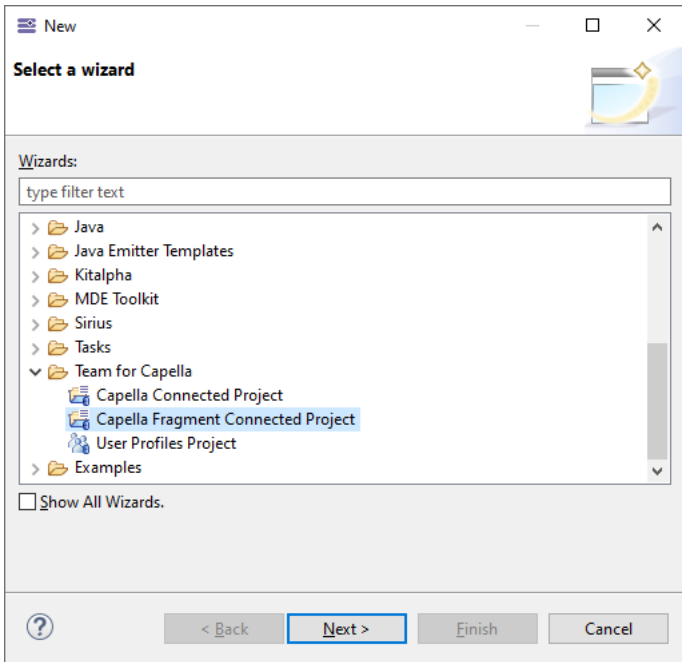 New
Select a wizard
Wizards:
type filter text
Java
Java Emitter Templates
Kitalpha
MDE Toolkit
Sirius
Tasks
Team for Capella
Capella Connected Project
Capella Fragment Connected Project
User Profiles Project
Examples
Show All Wizards.
? < Back Next > Finish Cancel